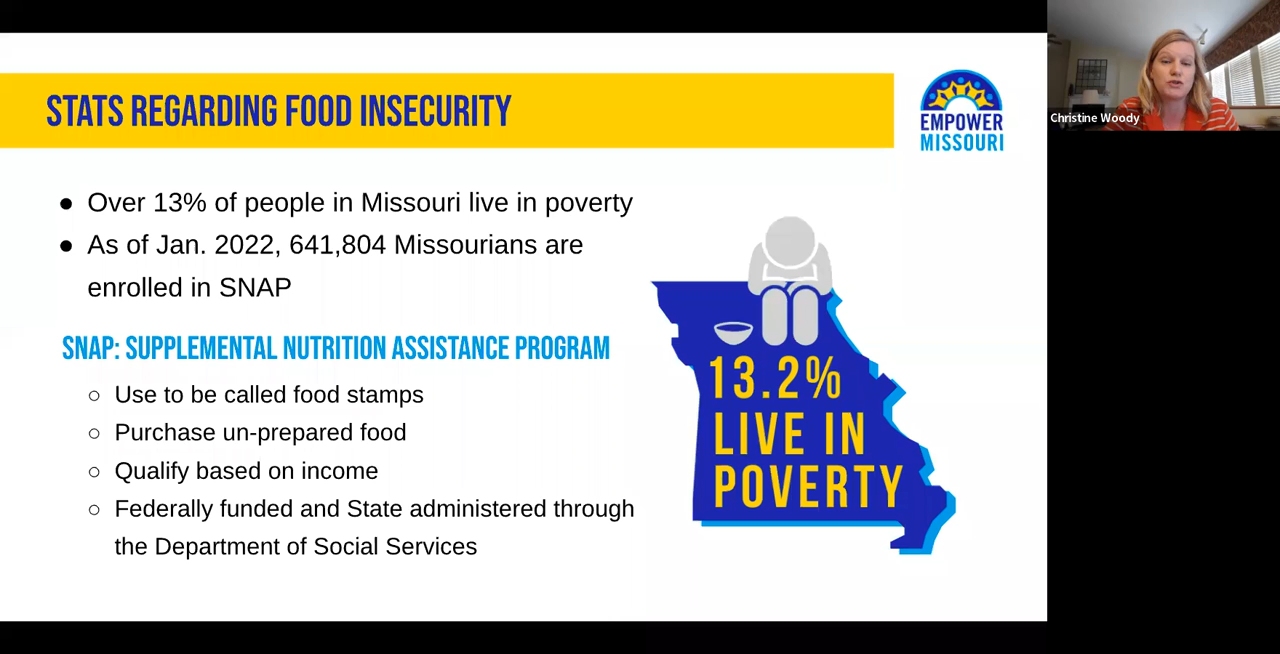 STATS REGARDING FOOD INSECURITY
EMPOWER
MISSOURI
Christine Woody
● Over 13% of people in Missouri live in poverty
● As of Jan. 2022, 641,804 Missourians are
enrolled in SNAP
SNAP: SUPPLEMENTAL NUTRITION ASSISTANCE PROGRAM
○ Use to be called food stamps
○ Purchase un-prepared food
○ Qualify based on income
○ Federally funded and State administered through
the Department of Social Services
13.2%
LIVE IN
POVERTY